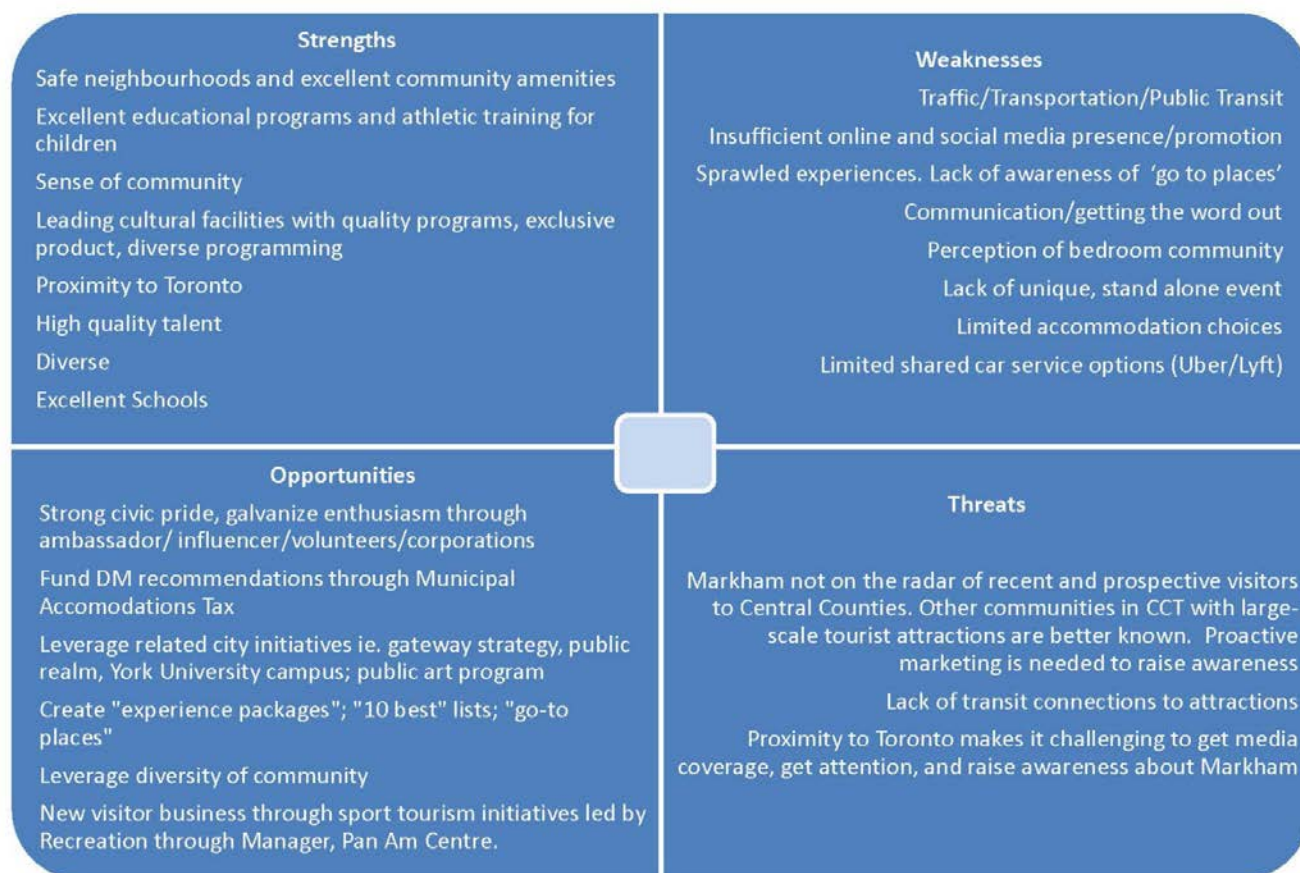 Strengths
Safe neighbourhoods and excellent community amenities
Excellent educational programs and athletic training for
children
Sense of community
Leading cultural facilities with quality programs, exclusive
product, diverse programming
Proximity to Toronto
High quality talent
Diverse
Excellent Schools
Weaknesses
Traffic/Transportation/Public Transit
Insufficient online and social media presence/promotion
Sprawled experiences. Lack of awareness of  ‘go to places’
Communication/getting the word out
Perception of bedroom community
Lack of unique, stand alone event
Limited accommodation choices
Limited shared car service options (Uber/Lyft)
Opportunities
Strong civic pride, galvanize enthusiasm through
ambassador/ influencer/volunteers/corporations
Fund DM recommendations through Municipal
Accomodations Tax
Leverage related city initiatives ie. gateway strategy, public
realm, York University campus; public art program
Create "experience packages"; "10 best" lists; "go-to
places"
Leverage diversity of community
New visitor business through sport tourism initiatives led by
Recreation through Manager, Pan Am Centre.
Threats
Markham not on the radar of recent and prospective visitors
to Central Counties. Other communities in CCT with large-
scale tourist attractions are better known.  Proactive
marketing is needed to raise awareness
Lack of transit connections to attractions
Proximity to Toronto makes it challenging to get media
coverage, get attention, and raise awareness about Markham